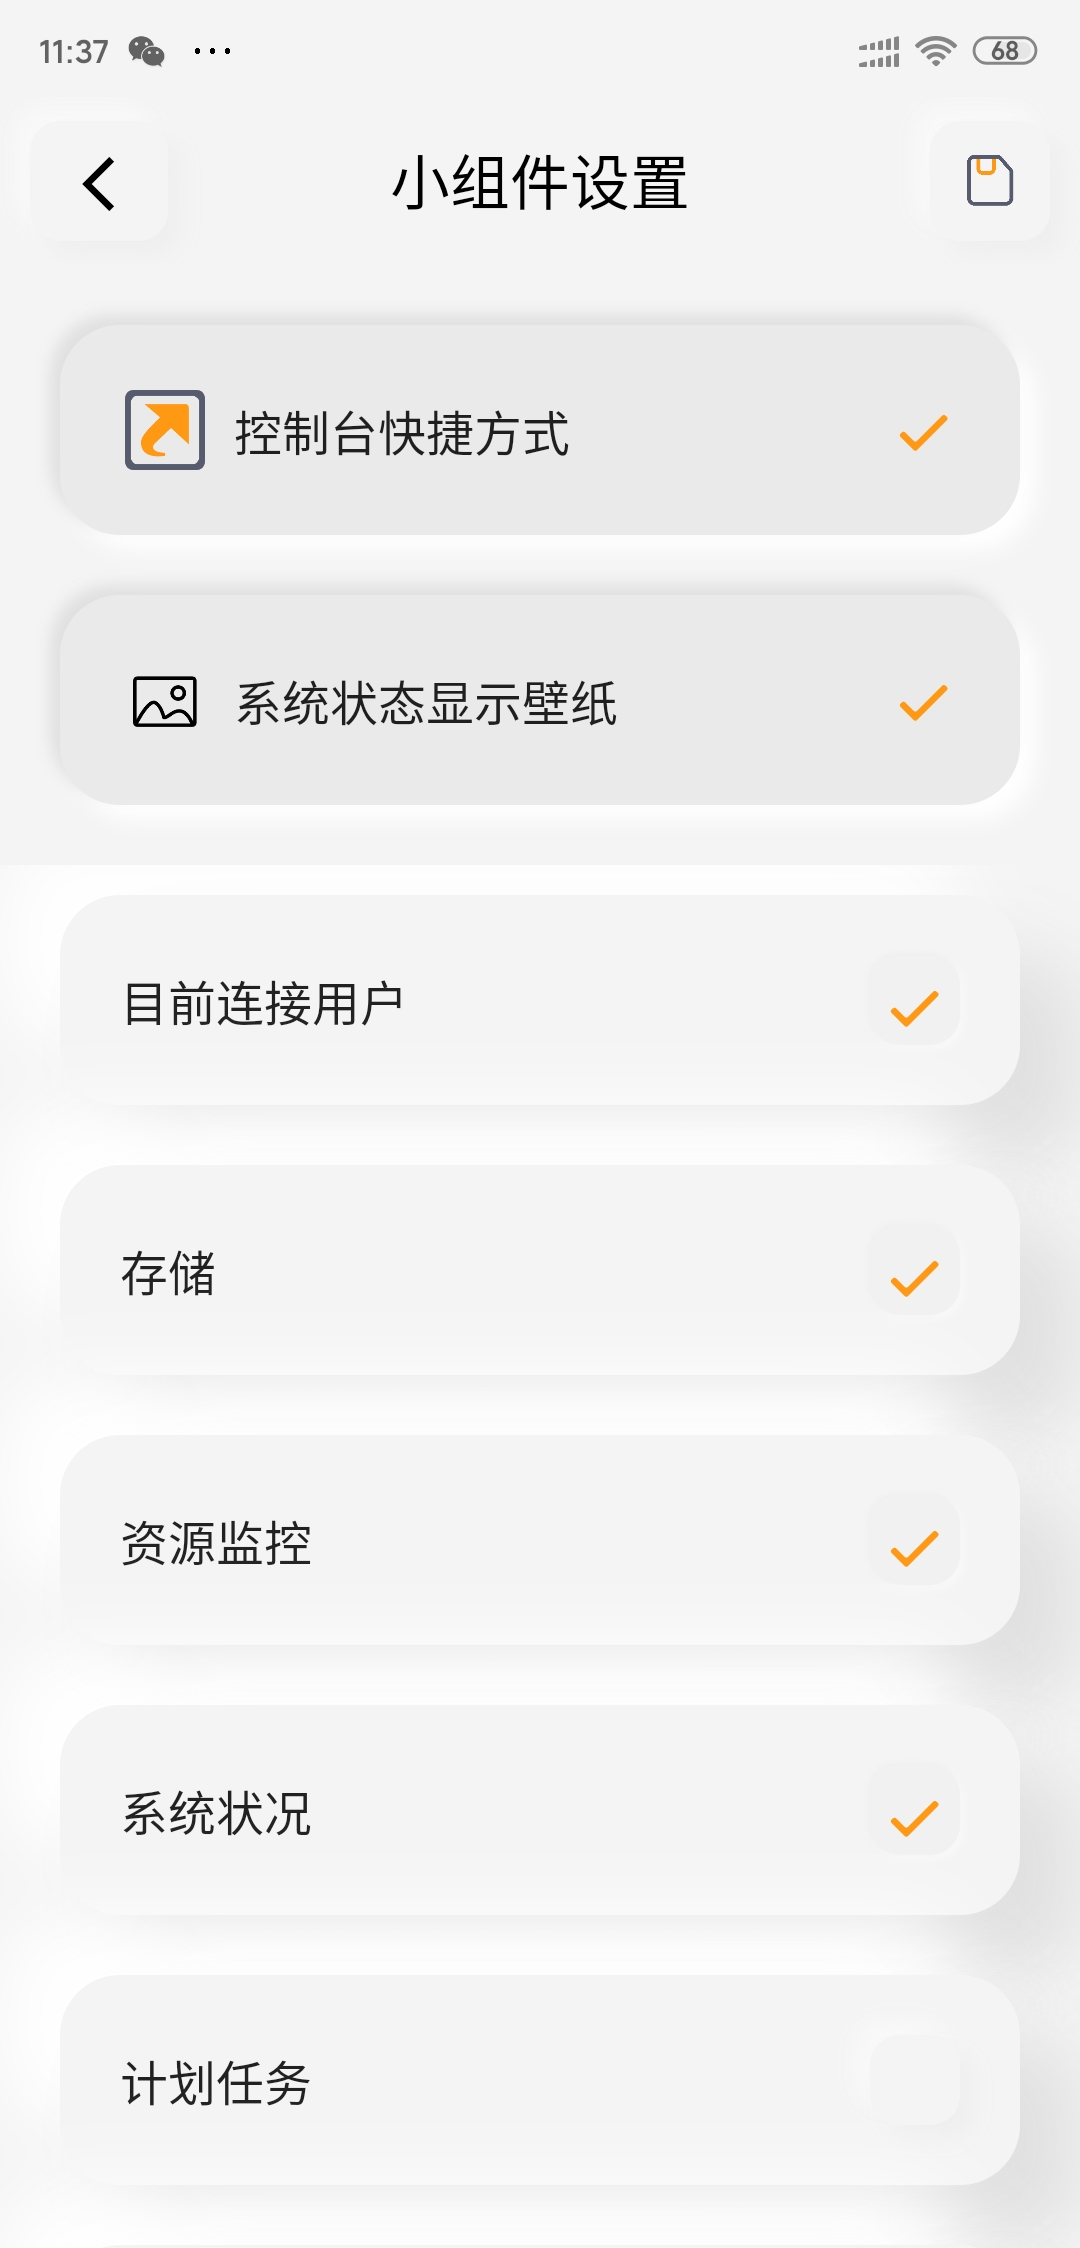 11:37
68
小组件设置
控制台快捷方式
系统状态显示壁纸
目前连接用户
存储
资源监控
系统状况
计划任务